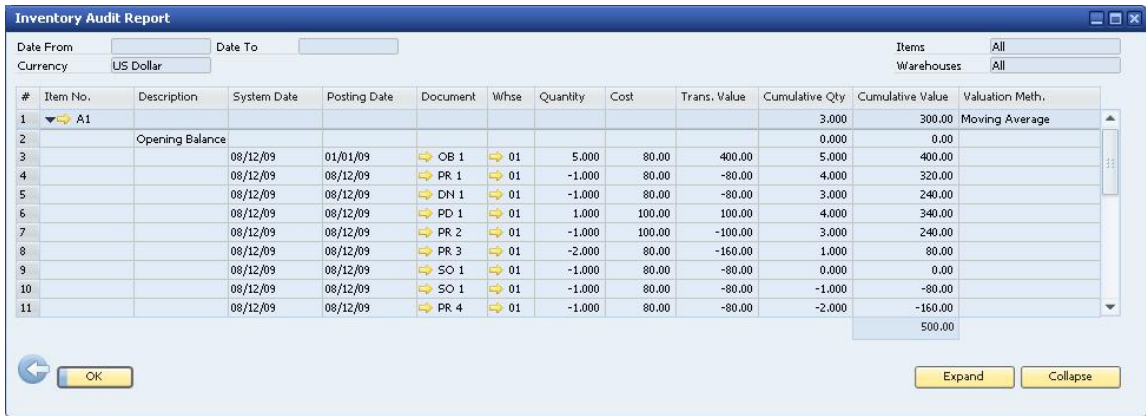 Inventory Audit Report
Date From Date To Items All
Currency US Dollar Warehouses All
# Item No. Description System Date Posting Date Document Whse Quantity Cost Trans. Value Cumulative Qty Cumulative Value Valuation Meth.
1 A1 3.000 300.00 Moving Average
2 Opening Balance 0.000 0.00
3 08/12/09 01/01/09 OB 1 01 5.000 80.00 400.00 5.000 400.00
4 08/12/09 08/12/09 PR 1 01 -1.000 80.00 -80.00 4.000 320.00
5 08/12/09 08/12/09 DN 1 01 -1.000 80.00 -80.00 3.000 240.00
6 08/12/09 08/12/09 PD 1 01 1.000 100.00 100.00 4.000 340.00
7 08/12/09 08/12/09 PR 2 01 -1.000 100.00 -100.00 3.000 240.00
8 08/12/09 08/12/09 PR 3 01 -2.000 80.00 -160.00 1.000 80.00
9 08/12/09 08/12/09 SO 1 01 -1.000 80.00 -80.00 0.000 0.00
10 08/12/09 08/12/09 SO 1 01 -1.000 80.00 -80.00 -1.000 -80.00
11 08/12/09 08/12/09 PR 4 01 -1.000 80.00 -80.00 -2.000 -160.00
500.00
OK Expand Collapse